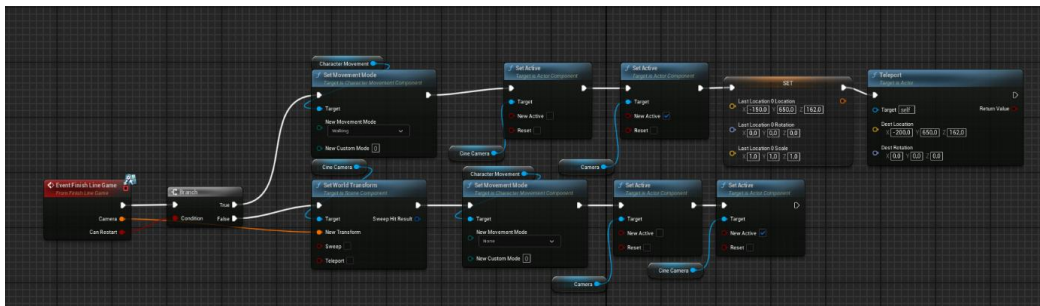 Character Movement
Set Movement Mode
Target is Character Movement Component
Target
New Movement Mode
Walking
New Custom Mode 0
Set Active
Target is Actor Component
Target
New Active
Reset
Cine Camera
Set Active
Target is Actor Component
Target
New Active
Reset
Camera
SET
Last Location 0 Location
X -150,0 Y 650,0 Z 162,0
Last Location 0 Rotation
X 0,0 Y 0,0 Z 0,0
Last Location 0 Scale
X 1,0 Y 1,0 Z 1,0
Teleport
Target is Actor
Target self
Return Value
Dest Location
X -200,0 Y 650,0 Z 162,0
Dest Rotation
X 0,0 Y 0,0 Z 0,0
Event Finish Line Game
From Finish Line Game
Camera
Can Restart
Branch
True
Condition False
Cine Camera
Set World Transform
Target is Scene Component
Target Sweep Hit Result
New Transform
Sweep
Teleport
Character Movement
Set Movement Mode
Target is Character Movement Component
Target
New Movement Mode
None
New Custom Mode 0
Set Active
Target is Actor Component
Target
New Active
Reset
Camera
Set Active
Target is Actor Component
Target
New Active
Reset
Cine Camera